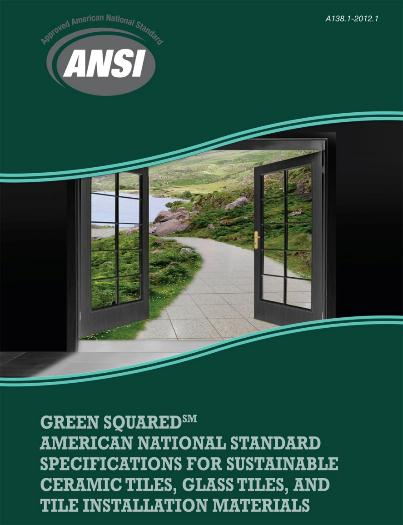 A138.1-2012.1
Approved American National Standard
ANSI
GREEN SQUARED℠
AMERICAN NATIONAL STANDARD
SPECIFICATIONS FOR SUSTAINABLE
CERAMIC TILES, GLASS TILES, AND
TILE INSTALLATION MATERIALS